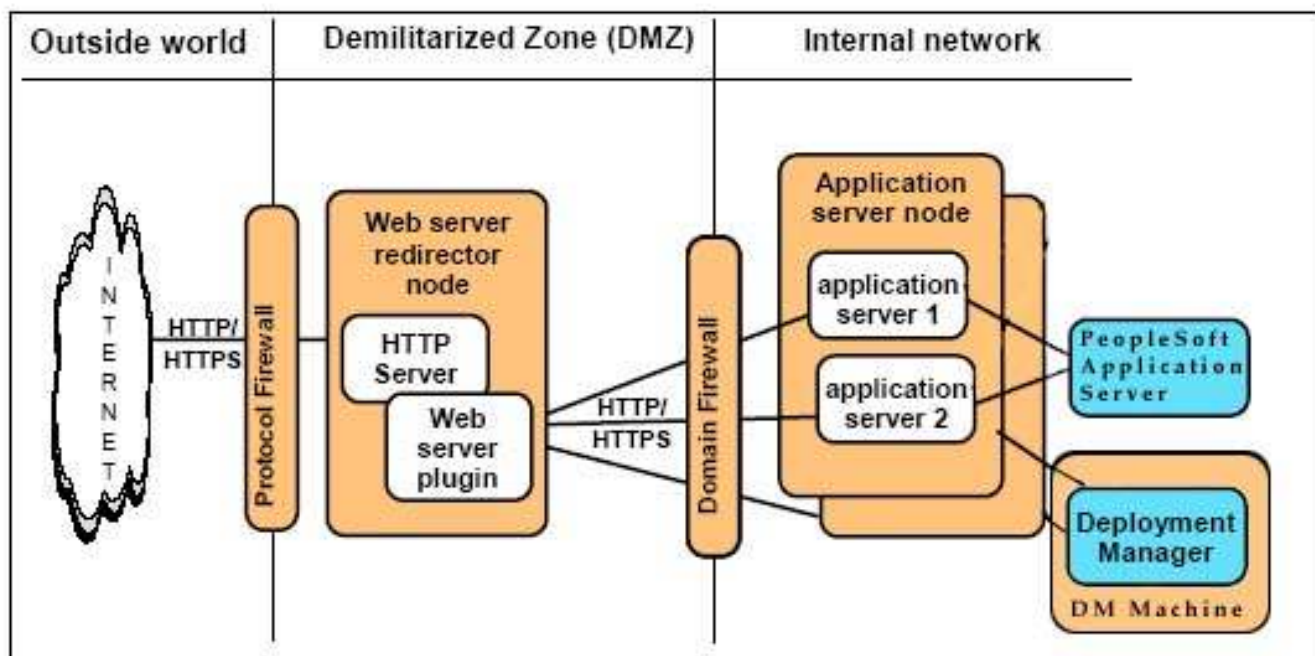 Outside world
Demilitarized Zone (DMZ)
Internal network
INTERNET
HTTP/
HTTPS
Protocol Firewall
Web server
redirector
node
HTTP
Server
Web
server
plugin
HTTP/
HTTPS
Domain Firewall
Application
server node
application
server 1
application
server 2
PeopleSoft
Application
Server
Deployment
Manager
DM Machine